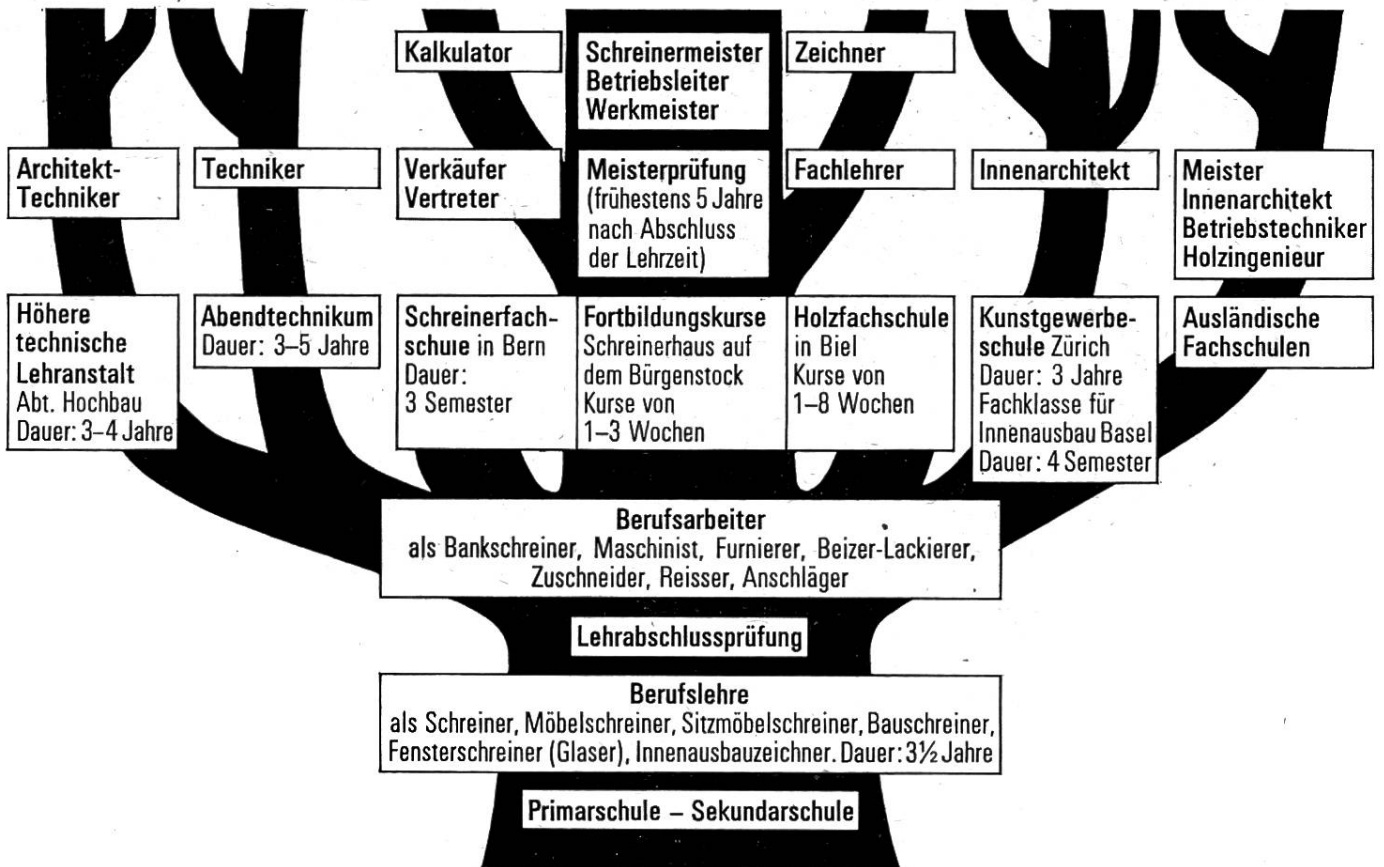 Kalkulator
Schreinermeister
Betriebsleiter
Werkmeister
Zeichner
Architekt-
Techniker
Techniker
Verkäufer
Vertreter
Meisterprüfung
(frühestens 5 Jahre
nach Abschluss
der Lehrzeit)
Fachlehrer
Innenarchitekt
Meister
Innenarchitekt
Betriebstechniker
Holzingenieur
Höhere
technische
Lehranstalt
Abt. Hochbau
Dauer: 3–4 Jahre
Abendtechnikum
Dauer: 3–5 Jahre
Schreinerfach-
schule in Bern
Dauer:
3 Semester
Fortbildungskurse
Schreinerhaus auf
dem Bürgenstock
Kurse von
1–3 Wochen
Holzfachschule
in Biel
Kurse von
1–8 Wochen
Kunstgewerbe-
schule Zürich
Dauer: 3 Jahre
Fachklasse für
Innenausbau Basel
Dauer: 4 Semester
Ausländische
Fachschulen
Berufsarbeiter
als Bankschreiner, Maschinist, Furnierer, Beizer-Lackierer,
Zuschneider, Reisser, Anschläger
Lehrabschlussprüfung
Berufslehre
als Schreiner, Möbelschreiner, Sitzmöbelschreiner, Bauschreiner,
Fensterschreiner (Glaser), Innenausbauzeichner. Dauer: 3½ Jahre
Primarschule – Sekundarschule